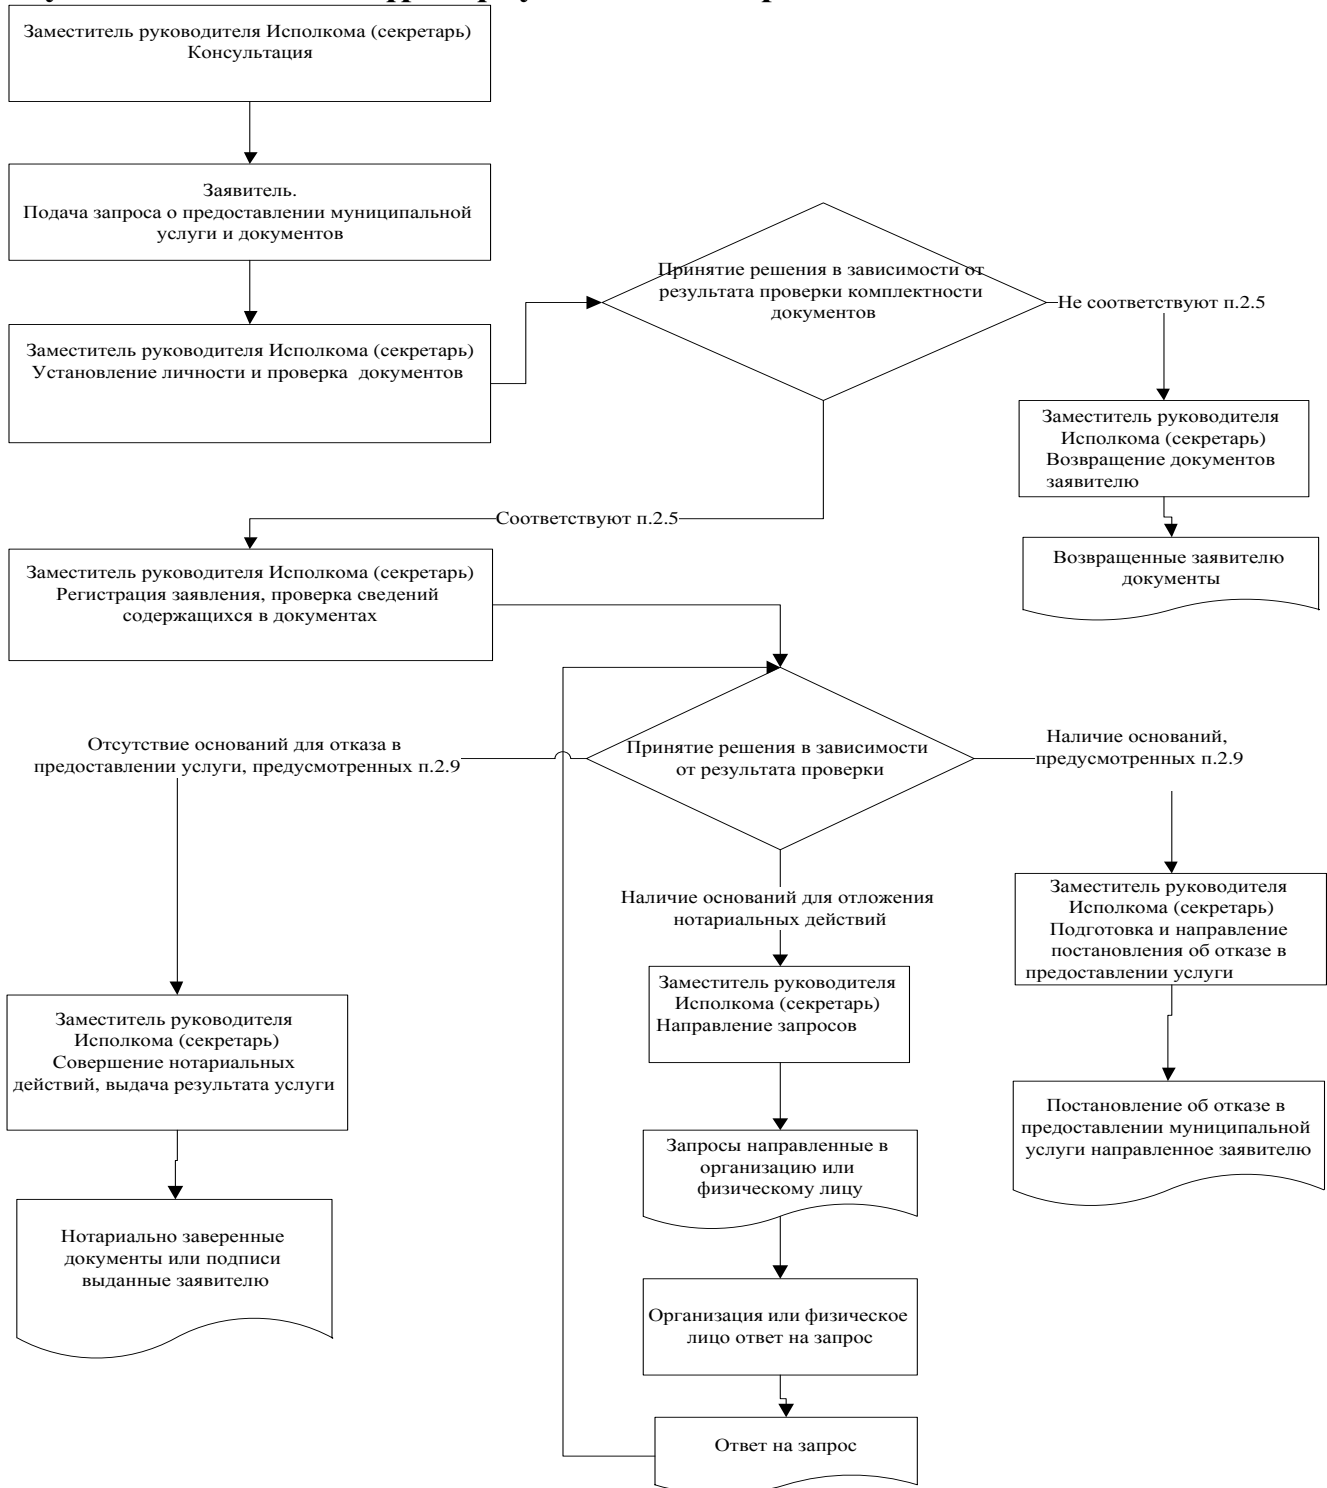 Заместитель руководителя Исполкома (секретарь)
Консультация
Заявитель.
Подача запроса о предоставлении муниципальной
услуги и документов
Заместитель руководителя Исполкома (секретарь)
Установление личности и проверка документов
Принятие решения в зависимости от
результата проверки комплектности
документов
Не соответствуют п.2.5
Заместитель руководителя
Исполкома (секретарь)
Возвращение документов
заявителю
Возвращенные заявителю
документы
Соответствуют п.2.5
Заместитель руководителя Исполкома (секретарь)
Регистрация заявления, проверка сведений
содержащихся в документах
Отсутствие оснований для отказа в
предоставлении услуги, предусмотренных п.2.9
Принятие решения в зависимости
от результата проверки
Наличие оснований,
предусмотренных п.2.9
Наличие оснований для отложения
нотариальных действий
Заместитель руководителя
Исполкома (секретарь)
Подготовка и направление
постановления об отказе в
предоставлении услуги
Заместитель руководителя
Исполкома (секретарь)
Направление запросов
Заместитель руководителя
Исполкома (секретарь)
Совершение нотариальных
действий, выдача результата услуги
Постановление об отказе в
предоставлении муниципальной
услуги направленное заявителю
Запросы направленные в
организацию или
физическому лицу
Нотариально заверенные
документы или подписи
выданные заявителю
Организация или физическое
лицо ответ на запрос
Ответ на запрос